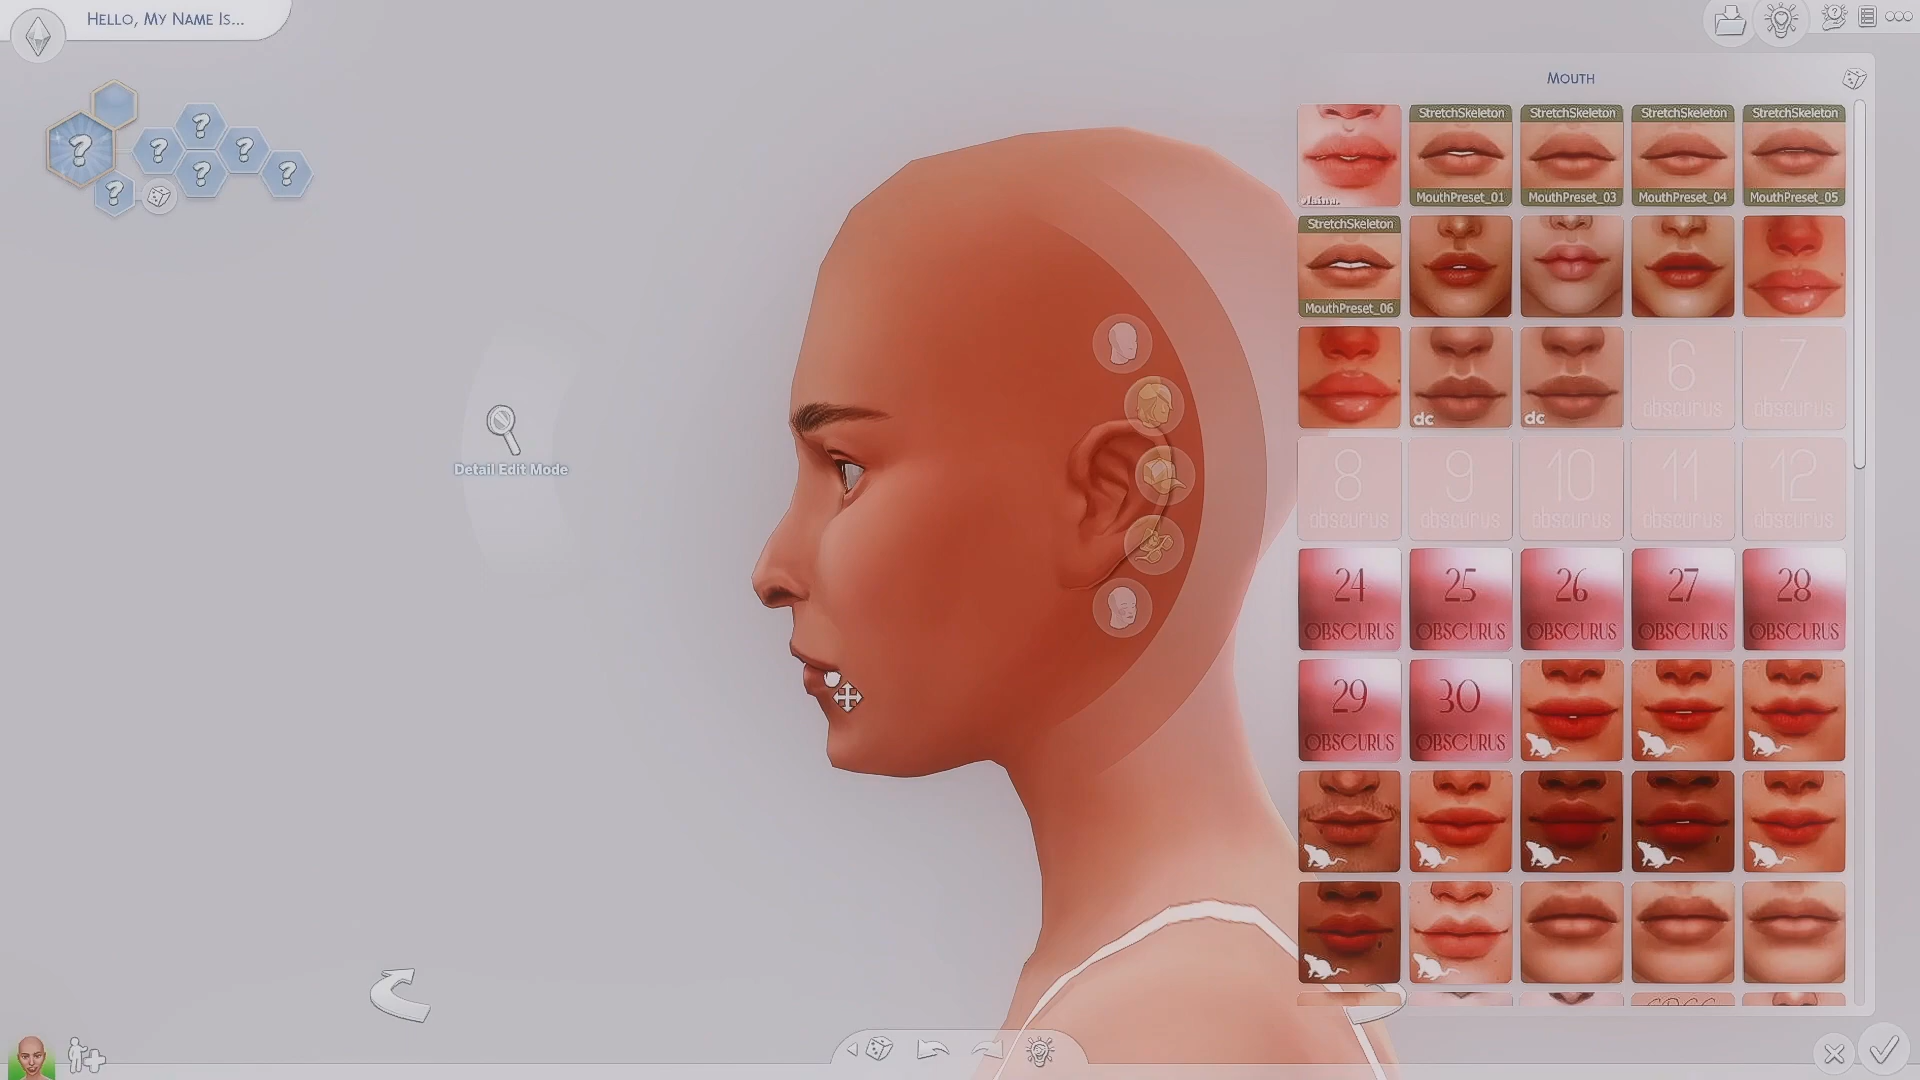 Hello, My Name Is...
Mouth
StretchSkeleton
StretchSkeleton
StretchSkeleton
StretchSkeleton
MouthPreset_01
MouthPreset_03
MouthPreset_04
MouthPreset_05
StretchSkeleton
MouthPreset_06
dc
dc
6
obscurus
7
obscurus
Detail Edit Mode
8
obscurus
9
obscurus
10
obscurus
11
obscurus
12
obscurus
24
OBSCURUS
25
OBSCURUS
26
OBSCURUS
27
OBSCURUS
28
OBSCURUS
29
OBSCURUS
30
OBSCURUS